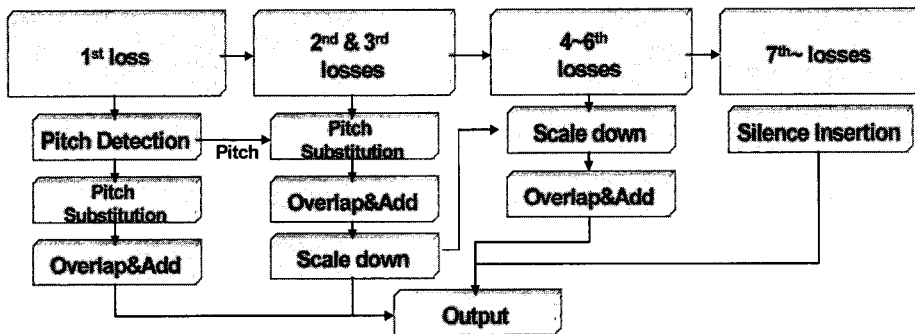 1st loss
2nd & 3rd
losses
4~6th
losses
7th~ losses
Pitch Detection
Pitch
Pitch
Substitution
Scale down
Silence Insertion
Pitch
Substitution
Overlap&Add
Overlap&Add
Overlap&Add
Scale down
Output